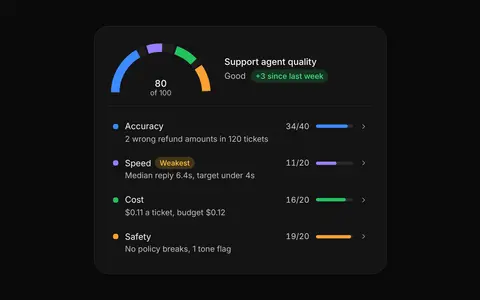 80
of 100
Support agent quality
Good +3 since last week
Accuracy 34/40
2 wrong refund amounts in 120 tickets
Speed Weakest 11/20
Median reply 6.4s, target under 4s
Cost 16/20
$0.11 a ticket, budget $0.12
Safety 19/20
No policy breaks, 1 tone flag